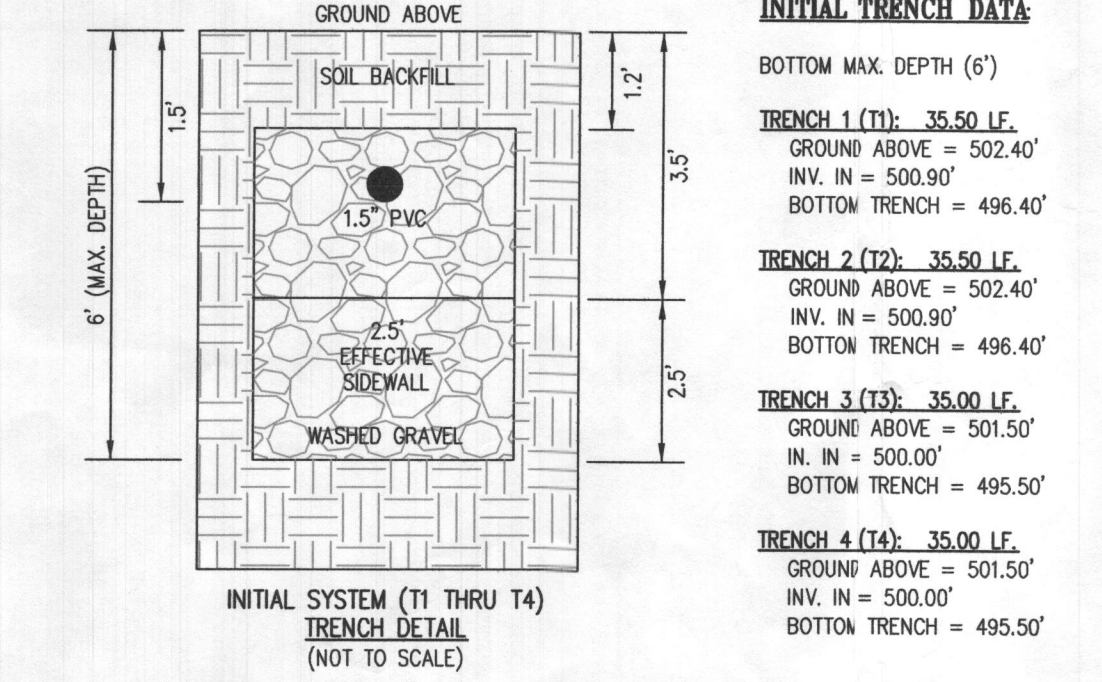 GROUND ABOVE
SOIL BACKFILL
1.5'
6' (MAX. DEPTH)
1.2'
3.5'
1.5" PVC
2.5'
EFFECTIVE
SIDEWALL
2.5'
WASHED GRAVEL
INITIAL SYSTEM (T1 THRU T4)
TRENCH DETAIL
(NOT TO SCALE)
INITIAL TRENCH DATA:
BOTTOM MAX. DEPTH (6')
TRENCH 1 (T1): 35.50 LF.
GROUND ABOVE = 502.40'
INV. IN = 500.90'
BOTTOM TRENCH = 496.40'
TRENCH 2 (T2): 35.50 LF.
GROUND ABOVE = 502.40'
INV. IN = 500.90'
BOTTOM TRENCH = 496.40'
TRENCH 3 (T3): 35.00 LF.
GROUND ABOVE = 501.50'
IN. IN = 500.00'
BOTTOM TRENCH = 495.50'
TRENCH 4 (T4): 35.00 LF.
GROUND ABOVE = 501.50'
INV. IN = 500.00'
BOTTOM TRENCH = 495.50'